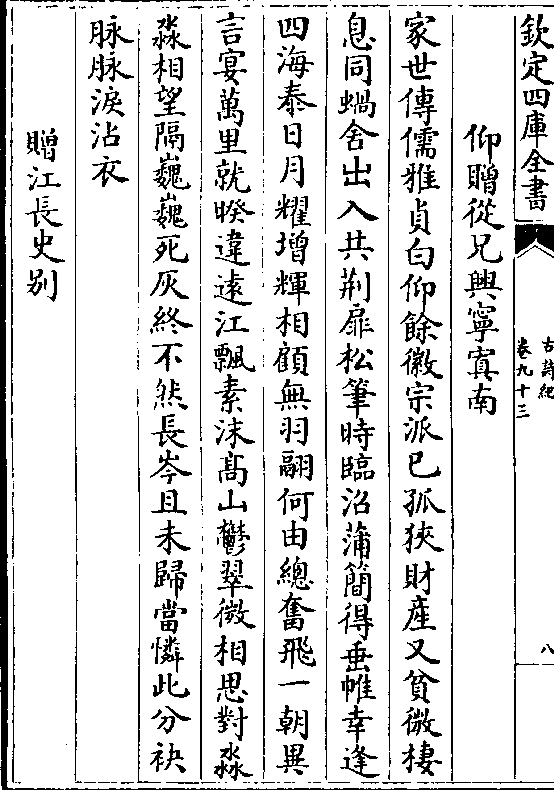 欽定四庫全書
古詩紀
卷九十三
八
仰贈從兄興寧寘南
家世傳儒雅貞白仰餘徽宗派已孤狹財產又貧微棲
息同蝸舍出入共荆扉松筆時臨沼蒲簡得垂帷幸逢
四海泰日月耀增輝相顧無羽翮何由總奮飛一朝異
言宴萬里就暌違遠江飄素沫髙山鬱翠微相思對淼
淼相望隔巍巍死灰終不然長岑且未歸當憐此分袂
脉脉淚沾衣
贈江長史别